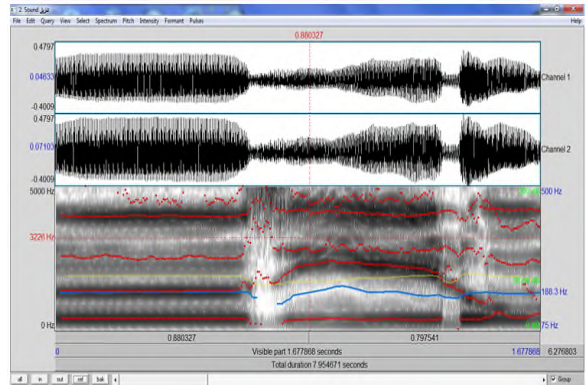 2. Sound تنزيل
File Edit Query View Select Spectrum Pitch Intensity Formant Pulses Help
0.880327
0.4797
0.04633
-0.4009
Channel 1
0.4797
0.07103
-0.4009
Channel 2
5000 Hz 500 Hz
3226 Hz
188.3 Hz
0 Hz 75 Hz
0.880327 0.797541
0 Visible part 1.677868 seconds 1.677868 6.276803
Total duration 7.954671 seconds
all in out sel bak Group